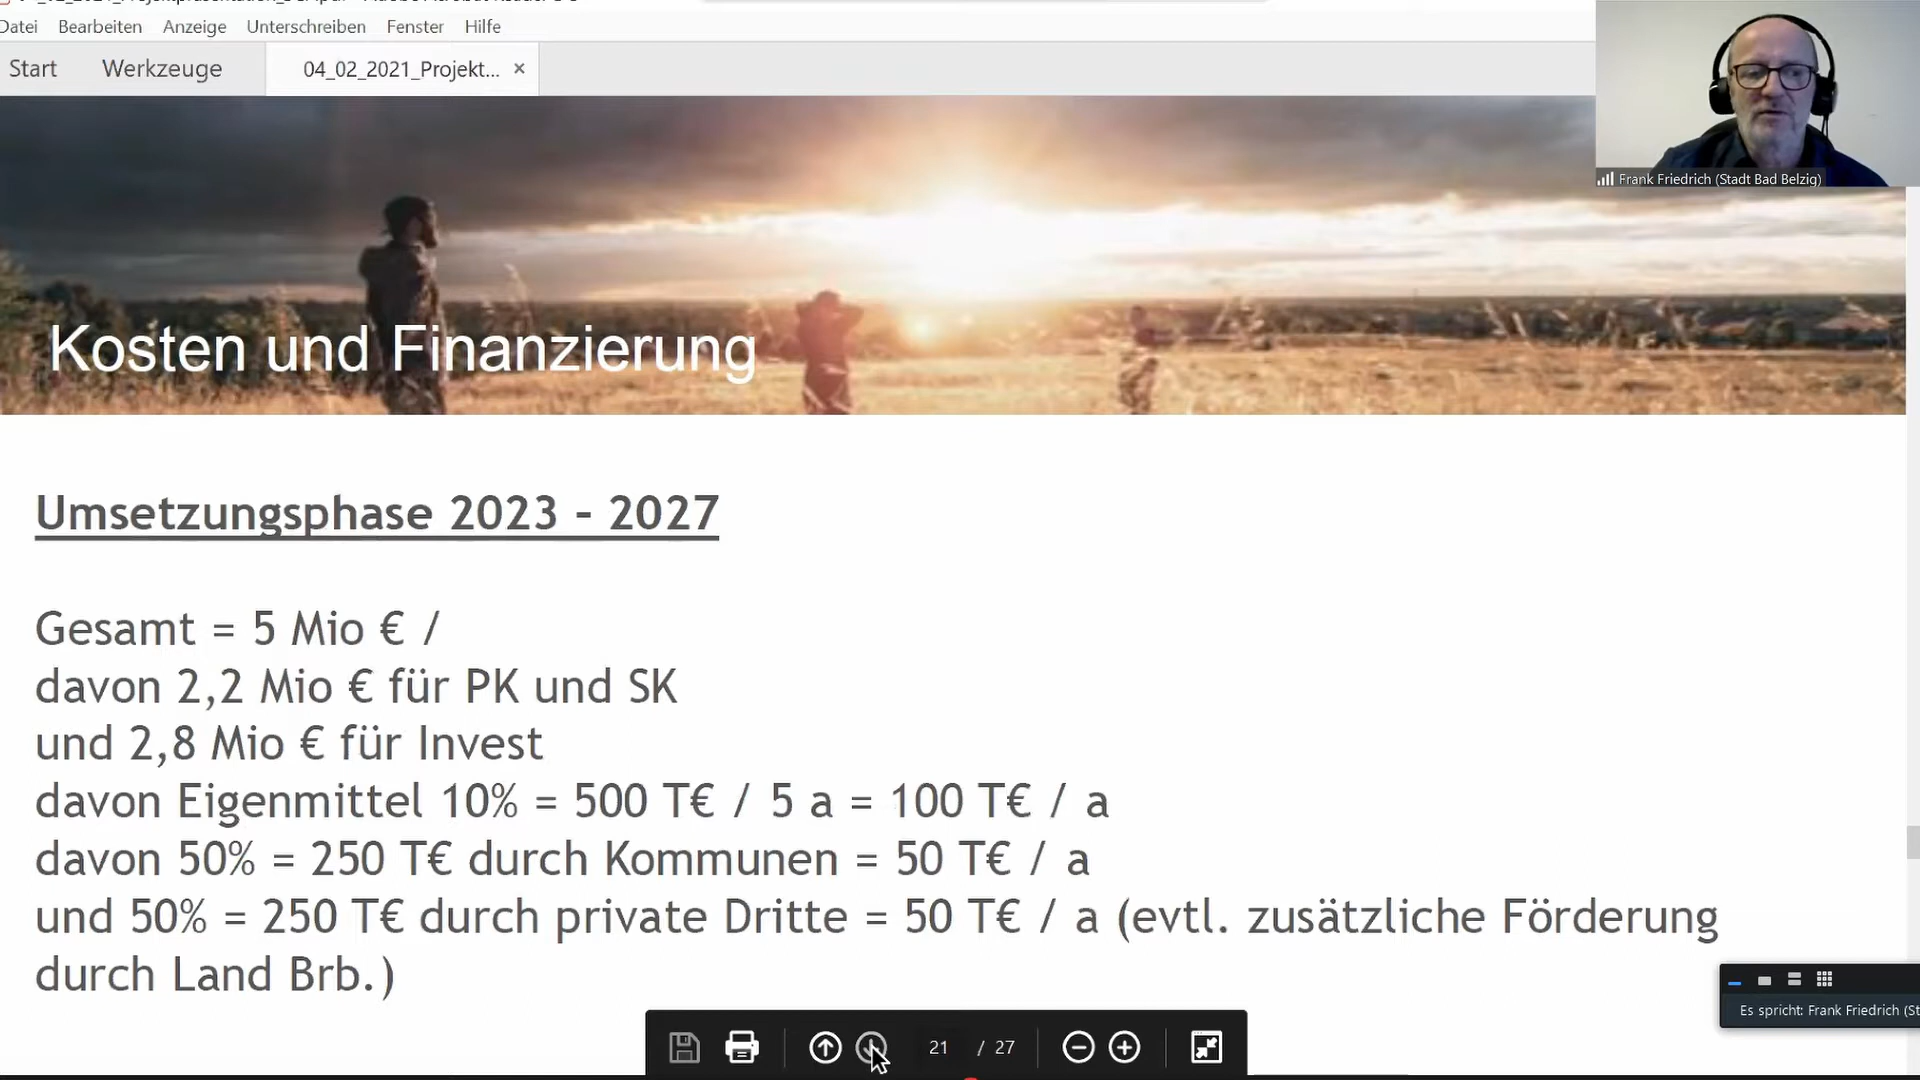 Datei Bearbeiten Anzeige Unterschreiben Fenster Hilfe
Start Werkzeuge 04_02_2021_Projekt... ×
Frank Friedrich (Stadt Bad Belzig)
Kosten und Finanzierung
Umsetzungsphase 2023 - 2027
Gesamt = 5 Mio € /
davon 2,2 Mio € für PK und SK
und 2,8 Mio € für Invest
davon Eigenmittel 10% = 500 T€ / 5 a = 100 T€ / a
davon 50% = 250 T€ durch Kommunen = 50 T€ / a
und 50% = 250 T€ durch private Dritte = 50 T€ / a (evtl. zusätzliche Förderung
durch Land Brb.)
Es spricht: Frank Friedrich (St
21 / 27